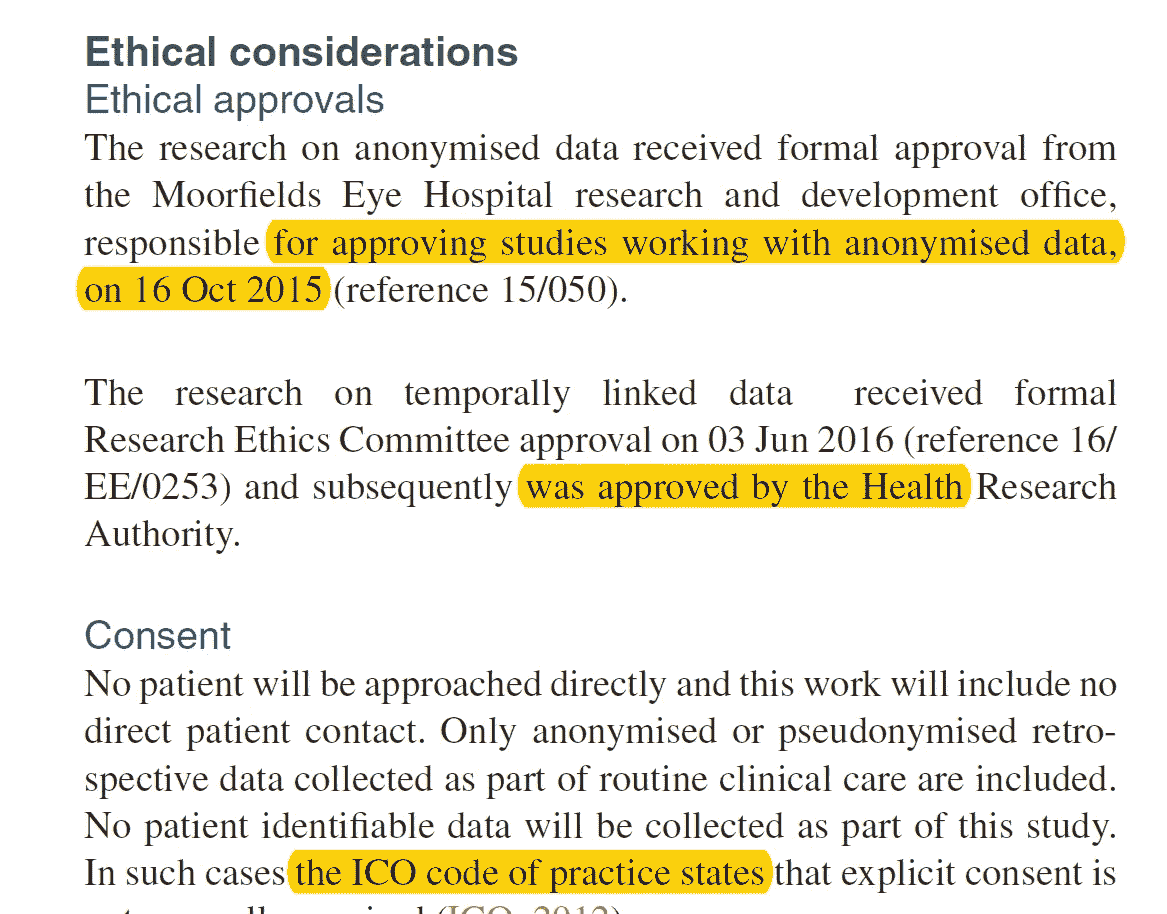 Ethical considerations
Ethical approvals
The research on anonymised data received formal approval from
the Moorfields Eye Hospital research and development office,
responsible for approving studies working with anonymised data,
on 16 Oct 2015 (reference 15/050).
The research on temporally linked data received formal
Research Ethics Committee approval on 03 Jun 2016 (reference 16/
EE/0253) and subsequently was approved by the Health Research
Authority.
Consent
No patient will be approached directly and this work will include no
direct patient contact. Only anonymised or pseudonymised retro-
spective data collected as part of routine clinical care are included.
No patient identifiable data will be collected as part of this study.
In such cases the ICO code of practice states that explicit consent is